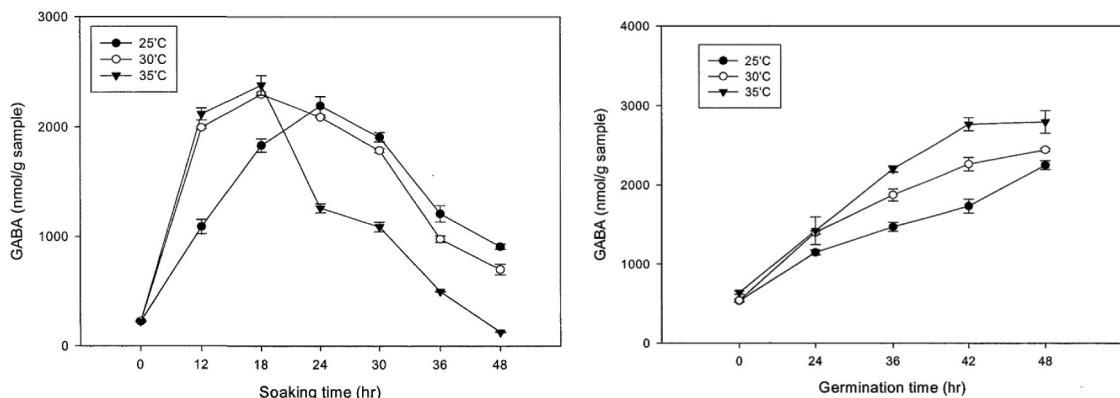 3000
2000
1000
0
GABA (nmol/g sample)
25'C
30'C
35'C
0 12 18 24 30 36 48
Soaking time (hr)
4000
3000
2000
1000
0
GABA (nmol/g sample)
25'C
30'C
35'C
0 24 36 42 48
Germination time (hr)